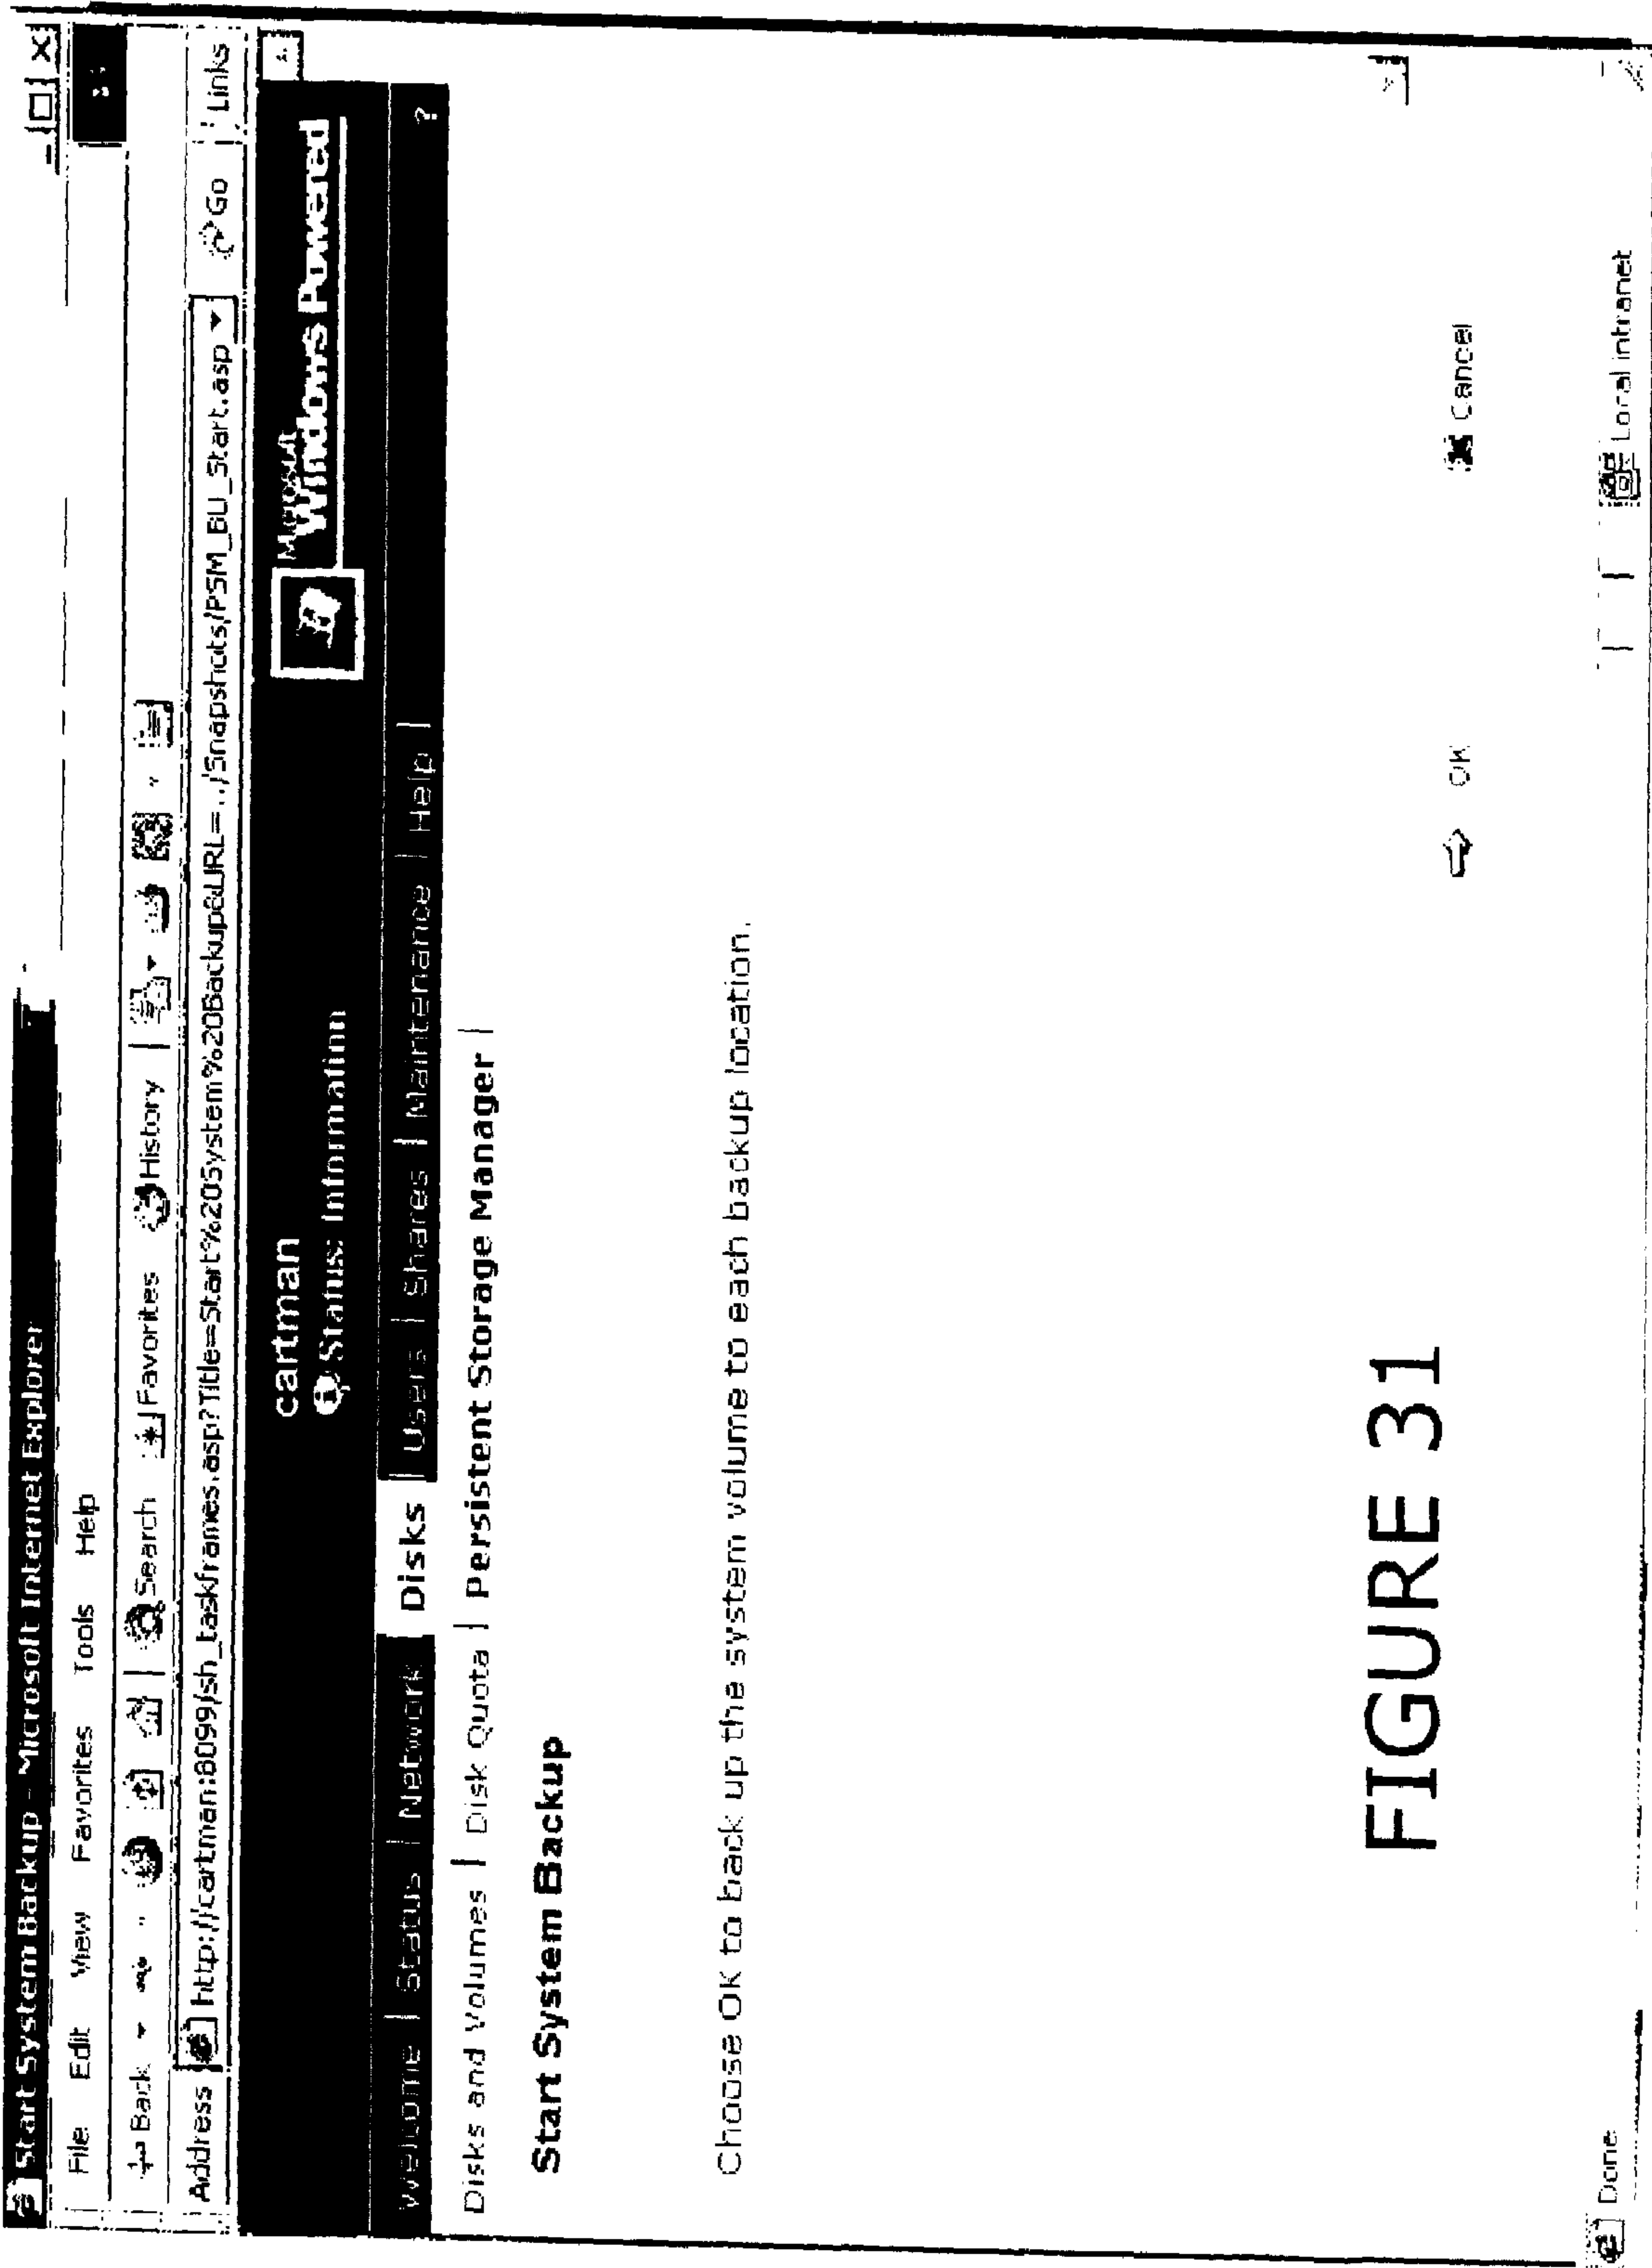 Start System Backup - Microsoft Internet Explorer
File Edit View Favorites Tools Help
Back Search Favorites History
Address http://cartman:8099/sh_taskframes.asp?Title=Start%20System%20Backup&URL=../Snapshots/PSM_BU_Start.asp Go Links
cartman
Status: Information
Microsoft
Windows Powered
Welcome | Status | Network | Disks | Users | Shares | Maintenance | Help | ?
Disks and Volumes | Disk Quota | Persistent Storage Manager |
Start System Backup
Choose OK to back up the system volume to each backup location.
OK Cancel
FIGURE 31
Done Local intranet